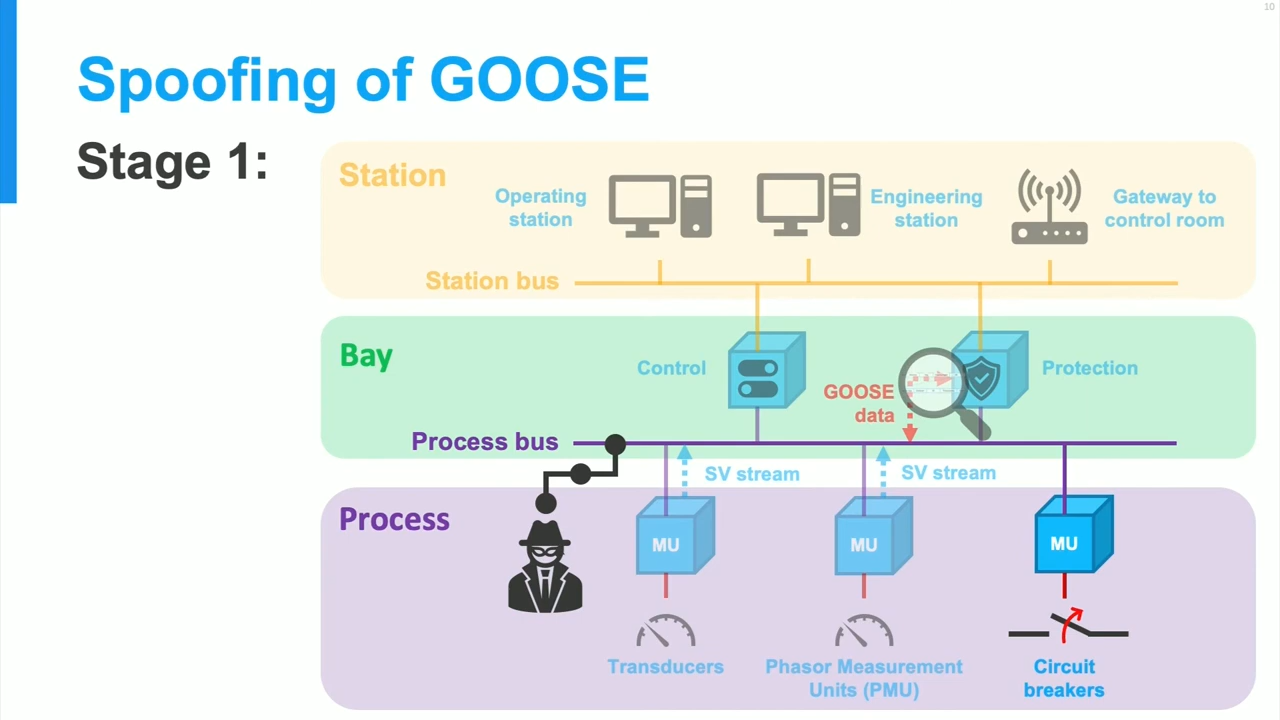 10
Spoofing of GOOSE
Stage 1:
Station
Operating
station
Engineering
station
Gateway to
control room
Station bus
Bay
Control
GOOSE
data
Protection
Process bus
SV stream
SV stream
Process
MU
MU
MU
Transducers
Phasor Measurement
Units (PMU)
Circuit
breakers